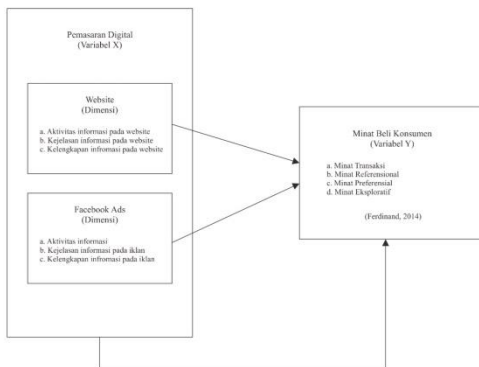 Pemasaran Digital
(Variabel X)
Website
(Dimensi)
a. Aktivitas informasi pada website
b. Kejelasan informasi pada website
c. Kelengkapan infromasi pada website
Facebook Ads
(Dimensi)
a. Aktivitas informasi
b. Kejelasan informasi pada iklan
c. Kelengkapan infromasi pada iklan
Minat Beli Konsumen
(Variabel Y)
a. Minat Transaksi
b. Minat Referensional
c. Minat Preferensial
d. Minat Eksploratif
(Ferdinand, 2014)